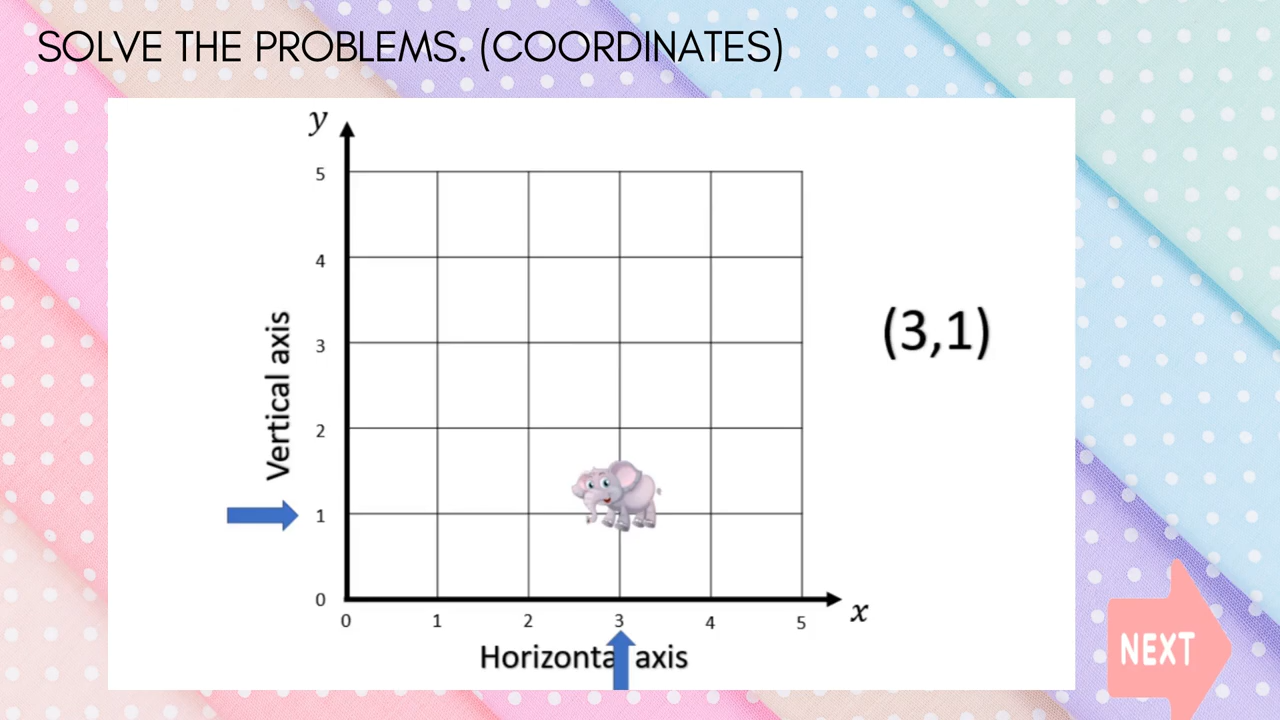 SOLVE THE PROBLEMS. (COORDINATES)
y
5
4
3
2
1
0
Vertical axis
(3,1)
0 1 2 3 4 5
x
Horizonta axis
NEXT